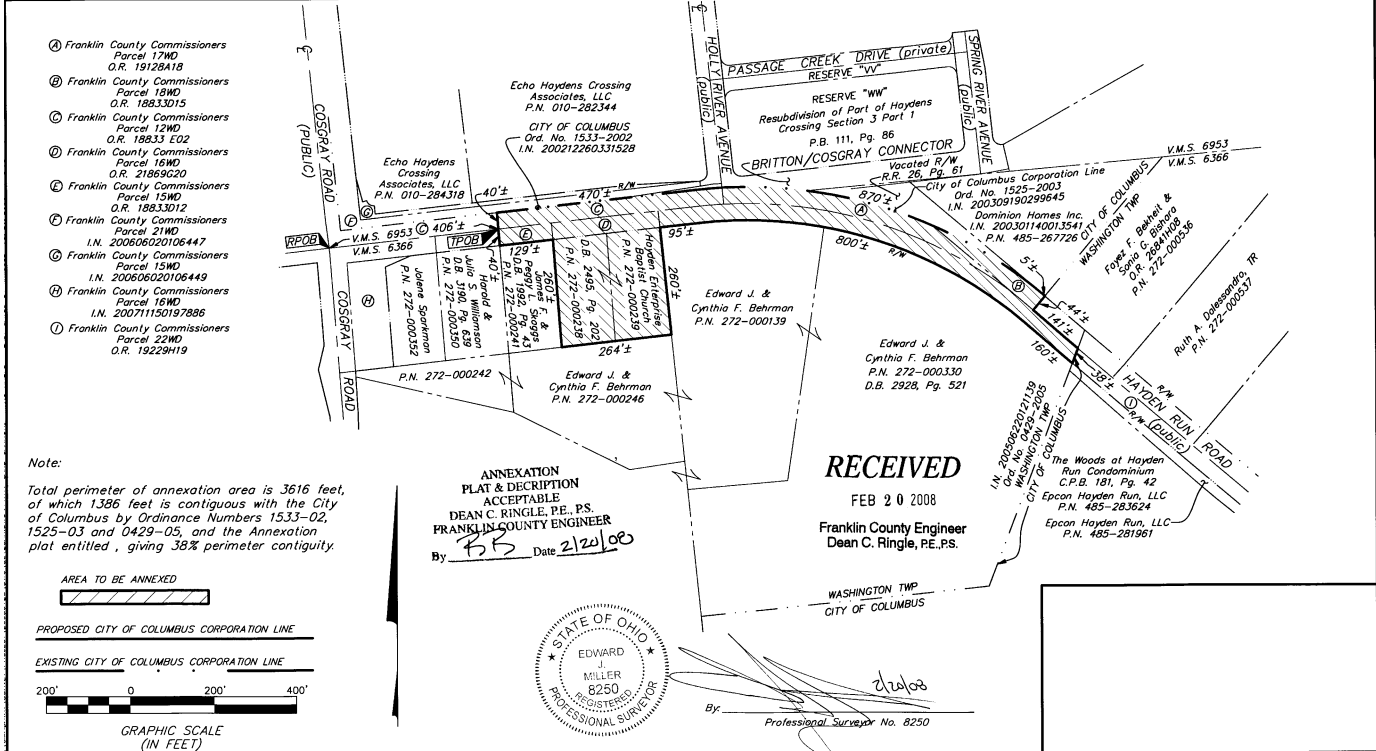 Ⓐ Franklin County Commissioners
Parcel 17WD
O.R. 19128A18
Ⓑ Franklin County Commissioners
Parcel 18WD
O.R. 18833D15
Ⓒ Franklin County Commissioners
Parcel 12WD
O.R. 18833 E02
Ⓓ Franklin County Commissioners
Parcel 16WD
O.R. 21869G20
Ⓔ Franklin County Commissioners
Parcel 15WD
O.R. 18833D12
Ⓕ Franklin County Commissioners
Parcel 21WD
I.N. 200606020106447
Ⓖ Franklin County Commissioners
Parcel 15WD
I.N. 200606020106449
Ⓗ Franklin County Commissioners
Parcel 16WD
I.N. 200711150197886
Ⓘ Franklin County Commissioners
Parcel 22WD
O.R. 19229H19
COSGRAY ROAD
(PUBLIC)
COSGRAY ROAD
Echo Haydens
Crossing
Associates, LLC
P.N. 010-284318
Echo Haydens Crossing
Associates, LLC
P.N. 010-282344
CITY OF COLUMBUS
Ord. No. 1533-2002
I.N. 200212260331528
HOLLY RIVER AVENUE
(public)
PASSAGE CREEK DRIVE (private)
RESERVE "VV"
RESERVE "WW"
Resubdivision of Part of Haydens
Crossing Section 3 Part 1
P.B. 111, Pg. 86
BRITTON/COSGRAY CONNECTOR
SPRING RIVER AVENUE
(public)
Vacated R/W
R.R. 26, Pg. 61
City of Columbus Corporation Line
Ord. No. 1525-2003
I.N. 200309190299645
Dominion Homes Inc.
I.N. 200301140013541
P.N. 485-267726
V.M.S. 6953
V.M.S. 6366
CITY OF COLUMBUS
WASHINGTON TWP
Fayez F. Bekheit &
Sonia G. Bishara
O.R. 26841H08
P.N. 272-000536
Ruth A. Dalessandro, TR
P.N. 272-000537
RPOB
TPOB
Ⓕ
Ⓖ
Ⓗ
V.M.S. 6953
V.M.S. 6366
Ⓒ
406'±
40'±
470'±
R/W
Ⓒ
Ⓓ
Ⓔ
Ⓐ
Ⓑ
129'±
40'±
260'±
95'±
260'±
264'±
870'±
800'±
R/W
5'±
44'±
141'±
160'±
38'±
Ⓘ
R/W
R/W
HAYDEN RUN ROAD
(public)
Jolene Sparkman
P.N. 272-000352
Harold &
Julia S. Williamson
D.B. 3190, Pg. 639
P.N. 272-000350
James F. &
Peggy L. Skaggs
D.B. 1992, Pg. 43
P.N. 272-000241
D.B. 2495, Pg. 202
P.N. 272-000238
Hayden Enterprise
Baptist Church
P.N. 272-000239
P.N. 272-000242
Edward J. &
Cynthia F. Behrman
P.N. 272-000246
Edward J. &
Cynthia F. Behrman
P.N. 272-000139
Edward J. &
Cynthia F. Behrman
P.N. 272-000330
D.B. 2928, Pg. 521
I.N. 200506220121139
Ord. No. 0429-2005
WASHINGTON TWP
CITY OF COLUMBUS
The Woods at Hayden
Run Condominium
C.P.B. 181, Pg. 42
Epcon Hayden Run, LLC
P.N. 485-283624
Epcon Hayden Run, LLC
P.N. 485-281961
WASHINGTON TWP
CITY OF COLUMBUS
Note:
Total perimeter of annexation area is 3616 feet,
of which 1386 feet is contiguous with the City
of Columbus by Ordinance Numbers 1533-02,
1525-03 and 0429-05, and the Annexation
plat entitled , giving 38% perimeter contiguity.
AREA TO BE ANNEXED
PROPOSED CITY OF COLUMBUS CORPORATION LINE
EXISTING CITY OF COLUMBUS CORPORATION LINE
200' 0 200' 400'
GRAPHIC SCALE
(IN FEET)
ANNEXATION
PLAT & DECRIPTION
ACCEPTABLE
DEAN C. RINGLE, P.E., P.S.
FRANKLIN COUNTY ENGINEER
By BB Date 2/20/08
RECEIVED
FEB 20 2008
Franklin County Engineer
Dean C. Ringle, P.E., P.S.
STATE OF OHIO
EDWARD
J.
MILLER
8250
REGISTERED
PROFESSIONAL SURVEYOR
2/20/08
By:
Professional Surveyor No. 8250